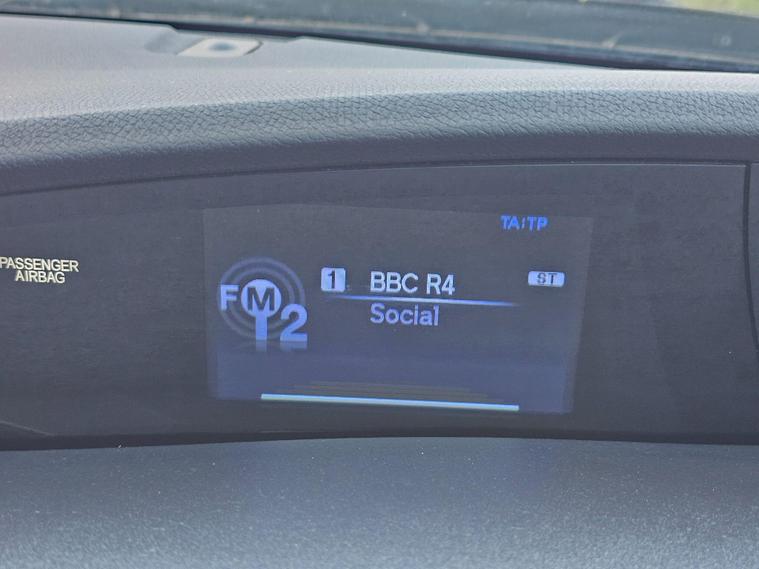 TA:TP
PASSENGER
AIRBAG
FM2
1 BBC R4 ST
Social